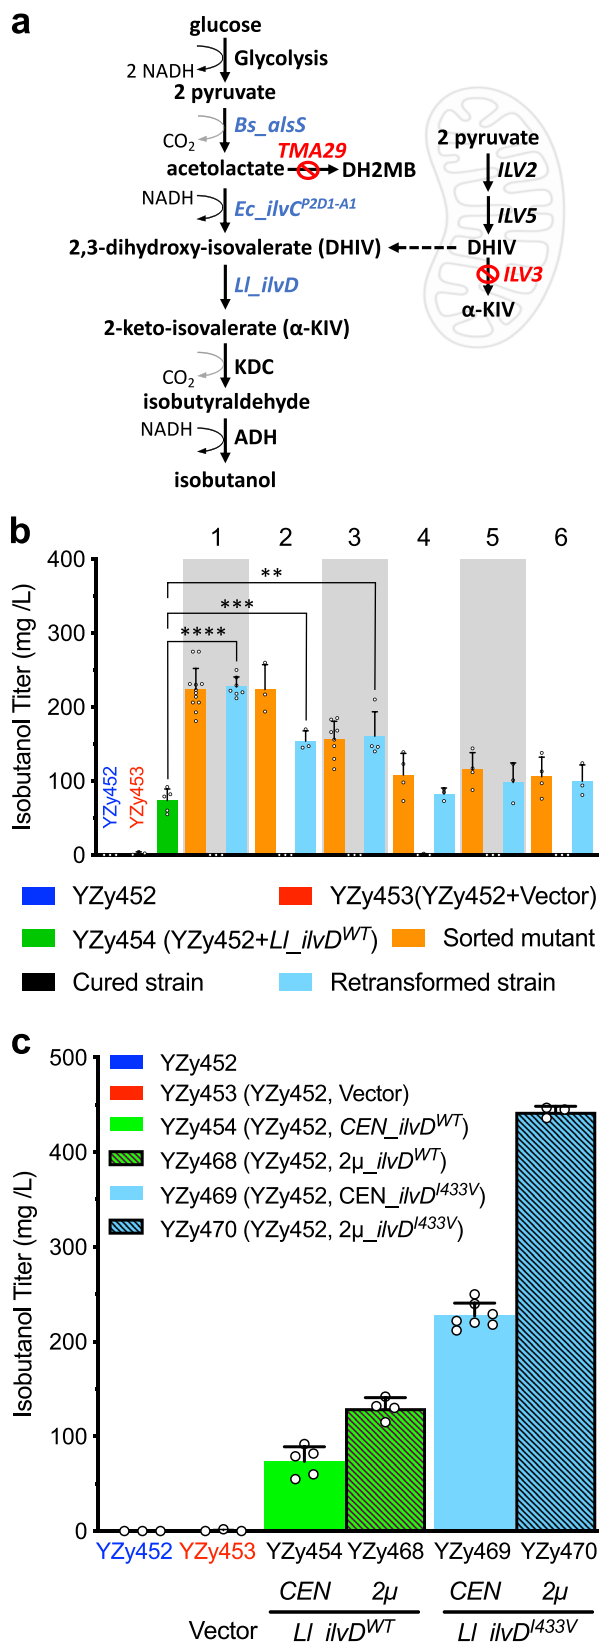 a
glucose
2 NADH
Glycolysis
2 pyruvate
Bs_alsS
CO2
TMA29
acetolactate
DH2MB
NADH
Ec_ilvC^P2D1-A1
2,3-dihydroxy-isovalerate (DHIV)
Ll_ilvD
2-keto-isovalerate (α-KIV)
KDC
CO2
isobutyraldehyde
NADH
ADH
isobutanol
2 pyruvate
ILV2
ILV5
DHIV
ILV3
α-KIV
b
1 2 3 4 5 6
Isobutanol Titer (mg /L)
400
300
200
100
0
**
***
****
YZy452
YZy453
YZy452
YZy453(YZy452+Vector)
YZy454 (YZy452+Ll_ilvD^WT)
Sorted mutant
Cured strain
Retransformed strain
c
Isobutanol Titer (mg /L)
500
400
300
200
100
0
YZy452
YZy453 (YZy452, Vector)
YZy454 (YZy452, CEN_ilvD^WT)
YZy468 (YZy452, 2µ_ilvD^WT)
YZy469 (YZy452, CEN_ilvD^I433V)
YZy470 (YZy452, 2µ_ilvD^I433V)
YZy452 YZy453 YZy454 YZy468 YZy469 YZy470
CEN 2µ CEN 2µ
Vector Ll_ilvD^WT Ll_ilvD^I433V